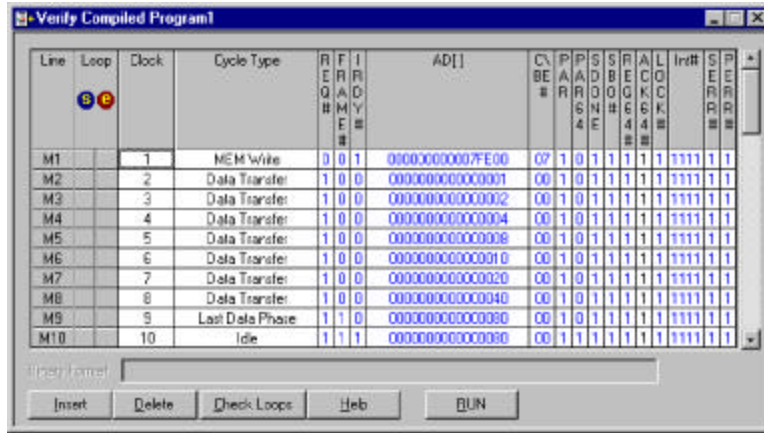 Verify Compiled Program1
Line Loop Clock Cycle Type REQ# FRAME# IRDY# AD[ ] C\BE# PAR PAR64 SDONE SBO# REG64# ACK64# LOCK# Int# SERR# PERR#
s e
M1 1 MEM Write 0 0 1 000000000007FE00 07 1 0 1 1 1 1 1 1111 1 1
M2 2 Data Transfer 1 0 0 0000000000000001 00 1 0 1 1 1 1 1 1111 1 1
M3 3 Data Transfer 1 0 0 0000000000000002 00 1 0 1 1 1 1 1 1111 1 1
M4 4 Data Transfer 1 0 0 0000000000000004 00 1 0 1 1 1 1 1 1111 1 1
M5 5 Data Transfer 1 0 0 0000000000000008 00 1 0 1 1 1 1 1 1111 1 1
M6 6 Data Transfer 1 0 0 0000000000000010 00 1 0 1 1 1 1 1 1111 1 1
M7 7 Data Transfer 1 0 0 0000000000000020 00 1 0 1 1 1 1 1 1111 1 1
M8 8 Data Transfer 1 0 0 0000000000000040 00 1 0 1 1 1 1 1 1111 1 1
M9 9 Last Data Phase 1 1 0 0000000000000080 00 1 0 1 1 1 1 1 1111 1 1
M10 10 Idle 1 1 1 0000000000000080 00 1 1 1 1 1 1 1 1111 1 1
Format
Insert Delete Check Loops Help RUN